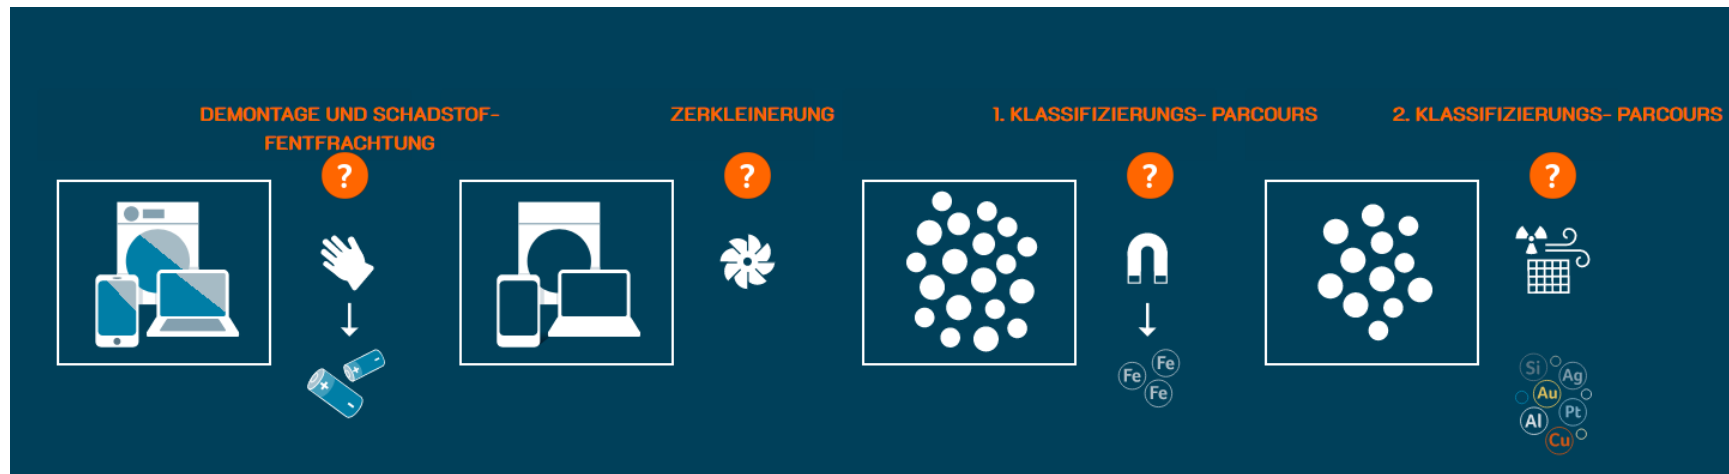 DEMONTAGE UND SCHADSTOF-
FENTFRACHTUNG
ZERKLEINERUNG
1. KLASSIFIZIERUNGS- PARCOURS
2. KLASSIFIZIERUNGS- PARCOURS
?
?
?
?
+
-
+
-
Fe
Fe
Fe
Si
Ag
Au
Pt
Al
Cu